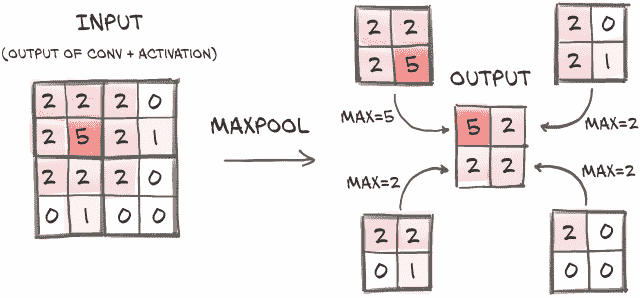 INPUT
(OUTPUT OF CONV + ACTIVATION)
2 2 2 0
2 5 2 1
2 2 2 0
0 1 0 0
MAXPOOL
2 2
2 5
MAX=5
2 0
2 1
MAX=2
OUTPUT
5 2
2 2
MAX=2
2 2
0 1
MAX=2
2 0
0 0